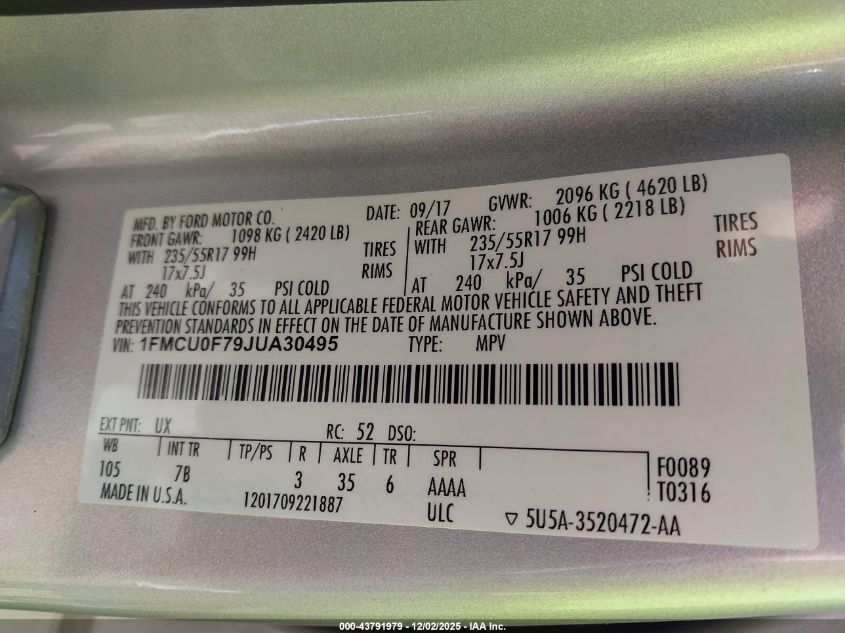 MFD. BY FORD MOTOR CO.
DATE: 09/17
GVWR: 2096 KG ( 4620 LB)
FRONT GAWR: 1098 KG ( 2420 LB)
REAR GAWR: 1006 KG ( 2218 LB)
WITH 235/55R17 99H TIRES
WITH 235/55R17 99H TIRES
17x7.5J RIMS
17x7.5J RIMS
AT 240 kPa/ 35 PSI COLD
AT 240 kPa/ 35 PSI COLD
THIS VEHICLE CONFORMS TO ALL APPLICABLE FEDERAL MOTOR VEHICLE SAFETY AND THEFT
PREVENTION STANDARDS IN EFFECT ON THE DATE OF MANUFACTURE SHOWN ABOVE.
VIN: 1FMCU0F79JUA30495 TYPE: MPV
EXT PNT: UX RC: 52 DSO:
WB INT TR TP/PS R AXLE TR SPR
105 7B 3 35 6 AAAA
F0089
T0316
MADE IN U.S.A. 1201709221887 ULC
▽ 5U5A-3520472-AA
000-43791979 - 12/02/2025 - IAA Inc.